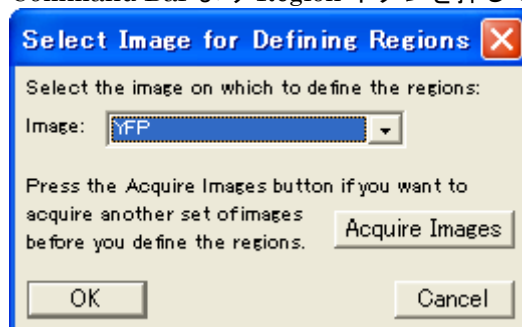 Select Image for Defining Regions
Select the image on which to define the regions:
Image: YFP
Press the Acquire Images button if you want to
acquire another set of images
before you define the regions.
Acquire Images
OK
Cancel